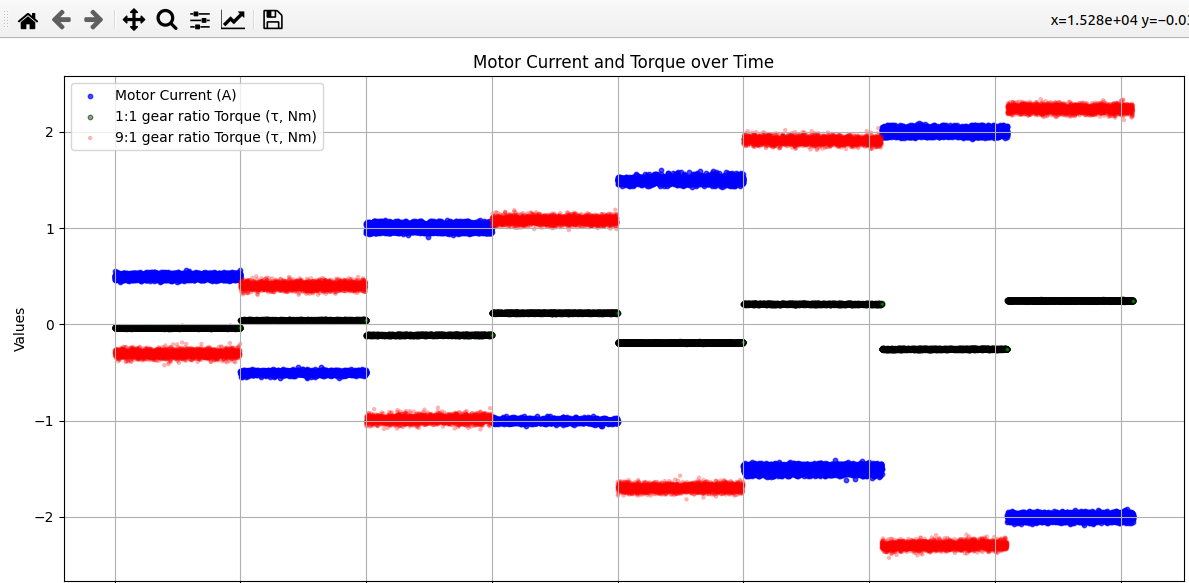 x=1.528e+04 y=−0.03
Motor Current and Torque over Time
Motor Current (A)
1:1 gear ratio Torque (τ, Nm)
9:1 gear ratio Torque (τ, Nm)
Values
2
1
0
−1
−2